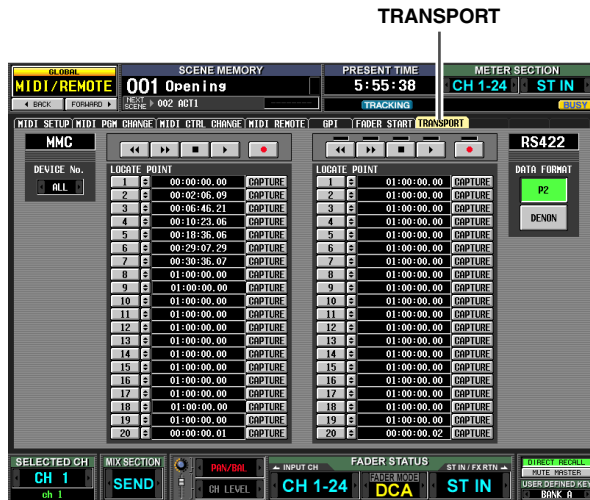 TRANSPORT
GLOBAL SCENE MEMORY PRESENT TIME METER SECTION
MIDI/REMOTE 001 Opening 5:55:38 CH 1-24 ST IN
BACK FORWARD NEXT SCENE 002 ACT1 TRACKING BUSY
MIDI SETUP MIDI PGM CHANGE MIDI CTRL CHANGE MIDI REMOTE GPI FADER START TRANSPORT
MMC RS422
DEVICE No. LOCATE POINT LOCATE POINT DATA FORMAT
ALL P2
DENON
1 00:00:00.00 CAPTURE 1 01:00:00.00 CAPTURE
2 00:02:06.09 CAPTURE 2 01:00:00.00 CAPTURE
3 00:06:46.21 CAPTURE 3 01:00:00.00 CAPTURE
4 00:10:23.06 CAPTURE 4 01:00:00.00 CAPTURE
5 00:18:36.06 CAPTURE 5 01:00:00.00 CAPTURE
6 00:29:07.29 CAPTURE 6 01:00:00.00 CAPTURE
7 00:30:36.07 CAPTURE 7 01:00:00.00 CAPTURE
8 01:00:00.00 CAPTURE 8 01:00:00.00 CAPTURE
9 01:00:00.00 CAPTURE 9 01:00:00.00 CAPTURE
10 01:00:00.00 CAPTURE 10 01:00:00.00 CAPTURE
11 01:00:00.00 CAPTURE 11 01:00:00.00 CAPTURE
12 01:00:00.00 CAPTURE 12 01:00:00.00 CAPTURE
13 01:00:00.00 CAPTURE 13 01:00:00.00 CAPTURE
14 01:00:00.00 CAPTURE 14 01:00:00.00 CAPTURE
15 01:00:00.00 CAPTURE 15 01:00:00.00 CAPTURE
16 01:00:00.00 CAPTURE 16 01:00:00.00 CAPTURE
17 01:00:00.00 CAPTURE 17 01:00:00.00 CAPTURE
18 01:00:00.00 CAPTURE 18 01:00:00.00 CAPTURE
19 01:00:00.00 CAPTURE 19 01:00:00.00 CAPTURE
20 00:00:00.01 CAPTURE 20 00:00:00.02 CAPTURE
SELECTED CH MIX SECTION PAN/BAL INPUT CH FADER STATUS ST IN / FX RTN DIRECT RECALL
MUTE MASTER
CH 1 SEND CH LEVEL CH 1-24 FADER MODE DCA ST IN USER DEFINED KEY
ch 1 BANK A